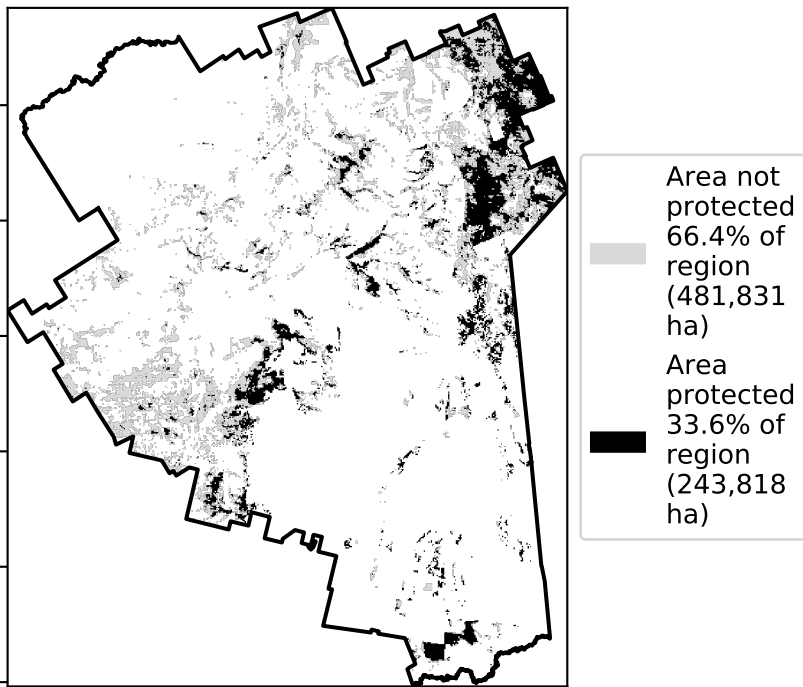 Area not
protected
66.4% of
region
(481,831
ha)
Area
protected
33.6% of
region
(243,818
ha)